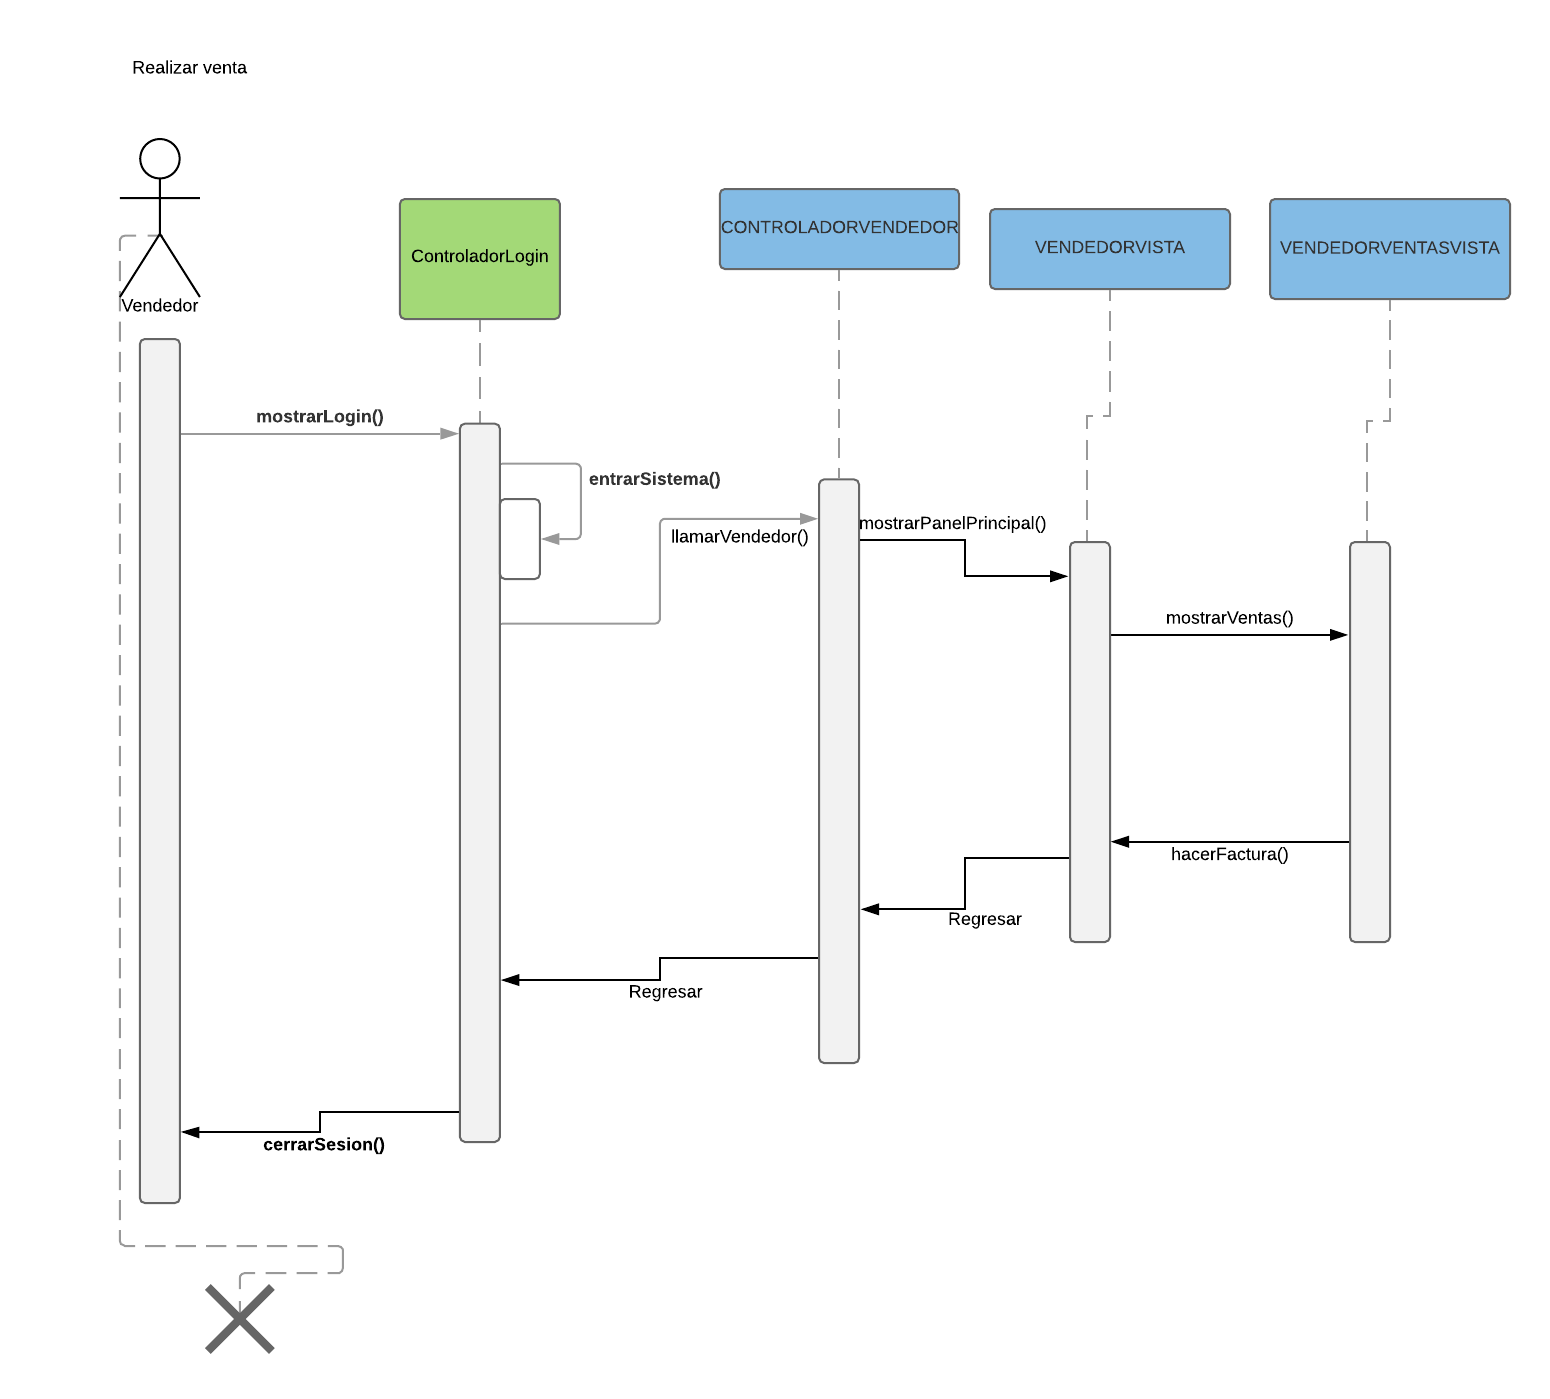 Realizar venta
Vendedor
ControladorLogin
CONTROLADORVENDEDOR
VENDEDORVISTA
VENDEDORVENTASVISTA
mostrarLogin()
entrarSistema()
llamarVendedor()
mostrarPanelPrincipal()
mostrarVentas()
hacerFactura()
Regresar
Regresar
cerrarSesion()